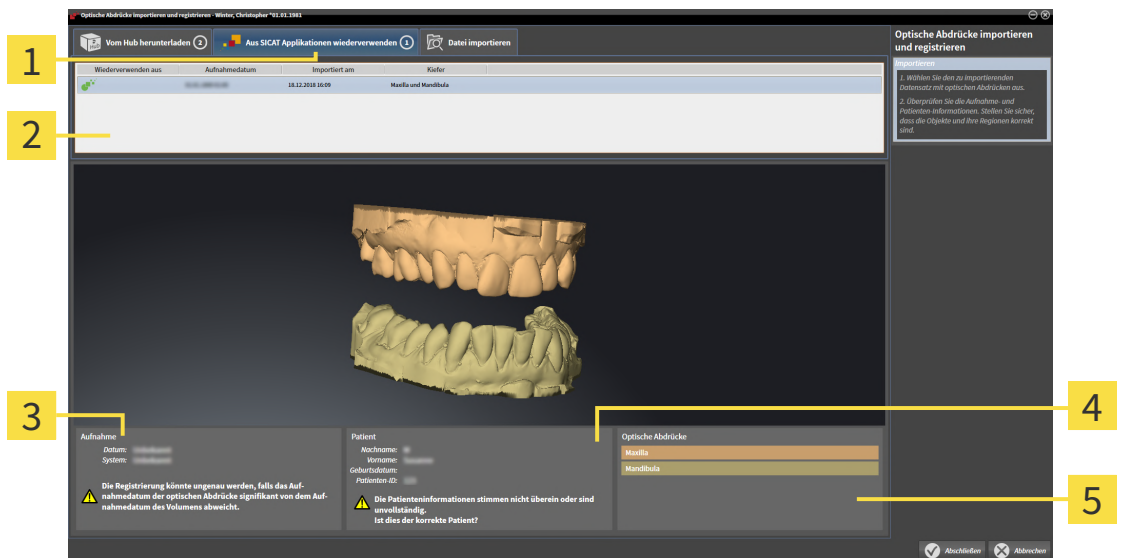 Optische Abdrücke importieren und registrieren - Winter, Christopher *01.01.1981
Vom Hub herunterladen 2
Aus SICAT Applikationen wiederverwenden 1
Datei importieren
Wiederverwenden aus Aufnahmedatum Importiert am Kiefer
18.12.2018 16:09 Maxilla und Mandibula
Optische Abdrücke importieren
und registrieren
Importieren
1. Wählen Sie den zu importierenden
Datensatz mit optischen Abdrücken aus.
2. Überprüfen Sie die Aufnahme- und
Patienten-Informationen. Stellen Sie sicher,
dass die Objekte und ihre Regionen korrekt
sind.
1
2
3
4
5
Aufnahme
Datum:
System:
Die Registrierung könnte ungenau werden, falls das Auf-
nahmedatum der optischen Abdrücke signifikant von dem Auf-
nahmedatum des Volumens abweicht.
Patient
Nachname:
Vorname:
Geburtsdatum:
Patienten-ID:
Die Patienteninformationen stimmen nicht überein oder sind
unvollständig.
Ist dies der korrekte Patient?
Optische Abdrücke
Maxilla
Mandibula
Abschließen
Abbrechen